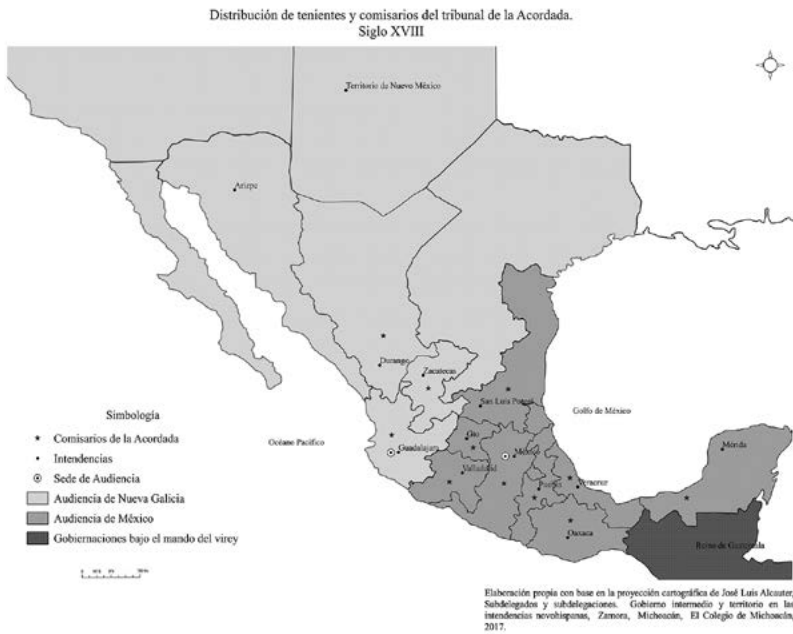 Distribución de tenientes y comisarios del tribunal de la Acordada.
Siglo XVIII
Territorio de Nuevo México
Arizpe
Durango
Zacatecas
San Luis Potosí
Golfo de México
Simbología
Comisarios de la Acordada
Intendencias
Sede de Audiencia
Audiencia de Nueva Galicia
Audiencia de México
Gobiernaciones bajo el mando del virey
Océano Pacífico
Guadalajara
Gto
México
Valladolid
Puebla
Veracruz
Mérida
Oaxaca
Reino de Guatemala
Elaboración propia con base en la proyección cartográfica de José Luis Alcauter,
Subdelegados y subdelegaciones. Gobierno intermedio y territorio en las
intendencias novohispanas, Zamora, Michoacán, El Colegio de Michoacán,
2017.